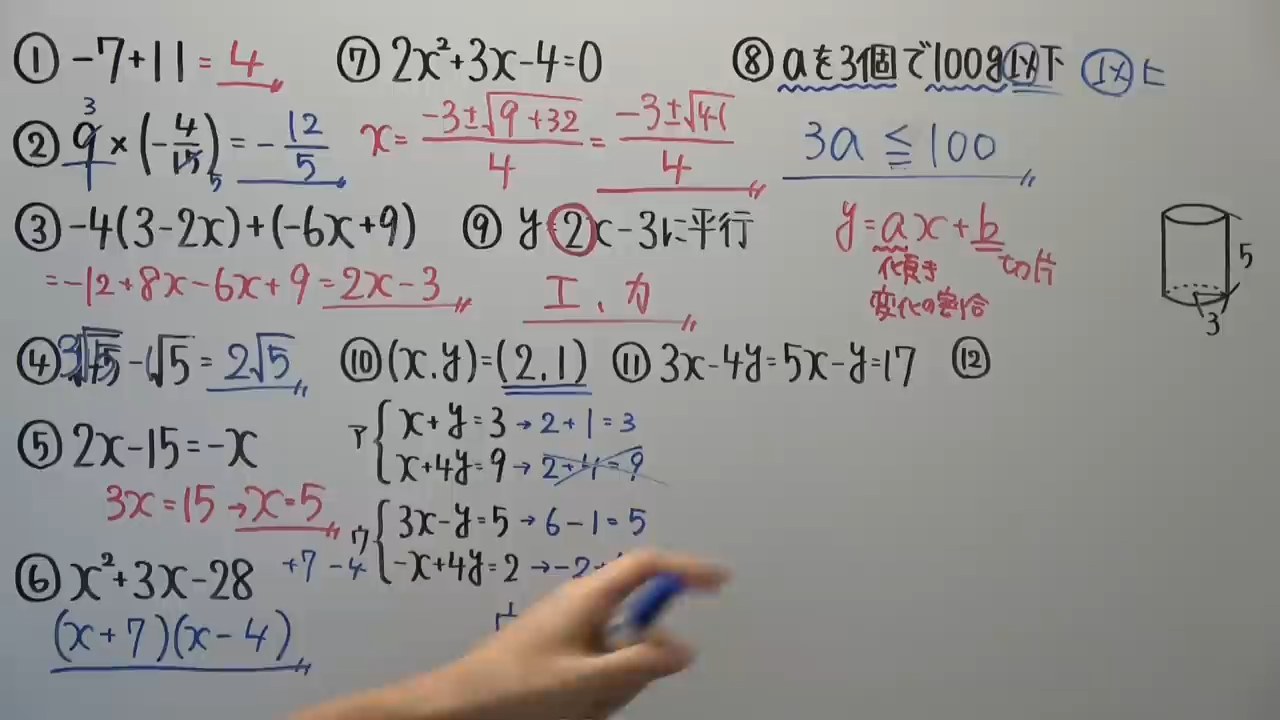 ① -7+11 = 4
② 9 × (-4/15) = -12/5
3
1
5
③ -4(3-2x)+(-6x+9)
= -12+8x-6x+9 = 2x-3
④ -√5 = 2√5
⑤ 2x-15=-x
3x=15→x=5
⑥ x²+3x-28
+7 -4
(x+7)(x-4)
⑦ 2x²+3x-4=0
x= (-3±√(9+32))/4 = (-3±√41)/4
⑧ aを3個で100g以下 以上
3a ≦ 100
⑨ y=2x-3に平行
エ、カ
y=ax+b
傾き 切片
変化の割合
⑩ (x.y)=(2.1)
ア { x+y=3 → 2+1=3
x+4y=9 → 2+4=9
ウ { 3x-y=5 → 6-1=5
-x+4y=2 → -2+
⑪ 3x-4y=5x-y=17
⑫
5
3